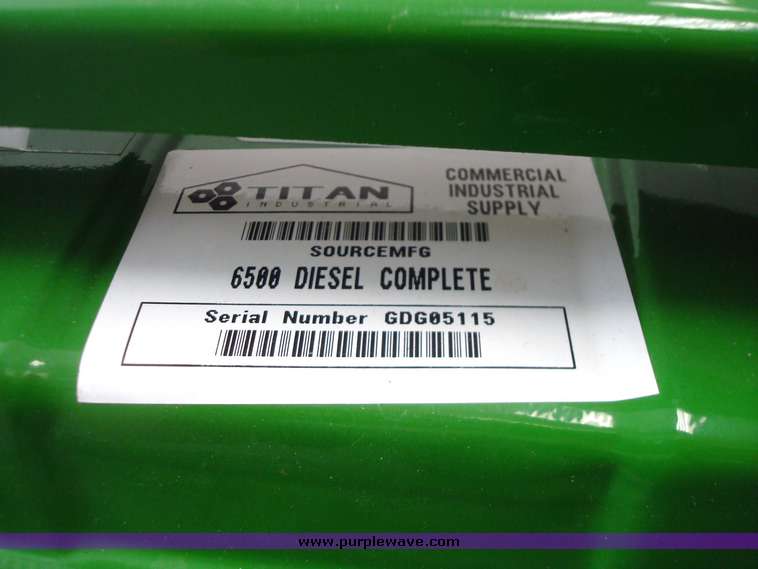 TITAN
INDUSTRIAL
COMMERCIAL
INDUSTRIAL
SUPPLY
SOURCEMFG
6500 DIESEL COMPLETE
Serial Number GDG05115
www.purplewave.com